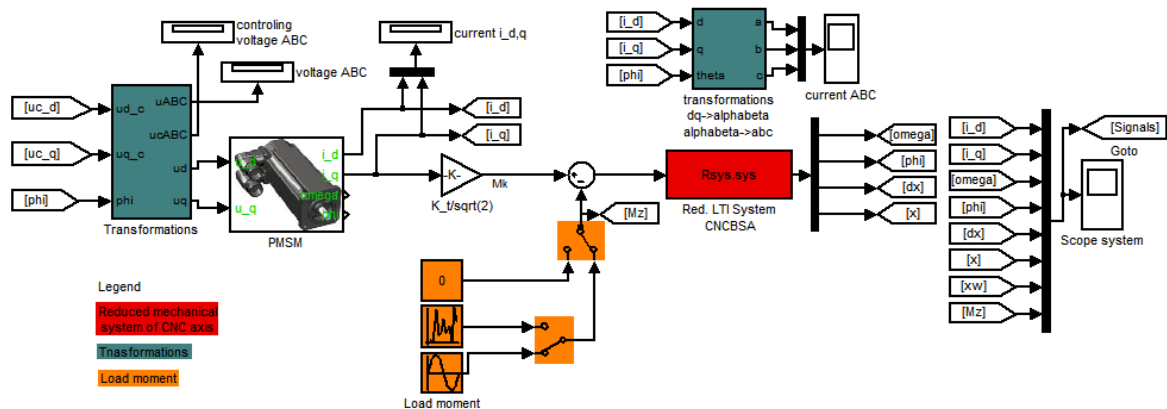 controling
voltage ABC
voltage ABC
[uc_d]
[uc_q]
[phi]
ud_c
uq_c
phi
uABC
ucABC
ud
uq
Transformations
u_d
u_q
i_d
i_q
omega
phi
PMSM
current i_d,q
[i_d]
[i_q]
-K-
K_t/sqrt(2)
Mk
+
-
[Mz]
[i_d]
[i_q]
[phi]
d
q
theta
a
b
c
transformations
dq->alphabeta
alphabeta->abc
current ABC
Rsys.sys
Red. LTI System
CNCBSA
[omega]
[phi]
[dx]
[x]
[i_d]
[i_q]
[omega]
[phi]
[dx]
[x]
[xw]
[Mz]
[Signals]
Goto
Scope system
0
Load moment
Legend
Reduced mechanical
system of CNC axis
Tnasformations
Load moment